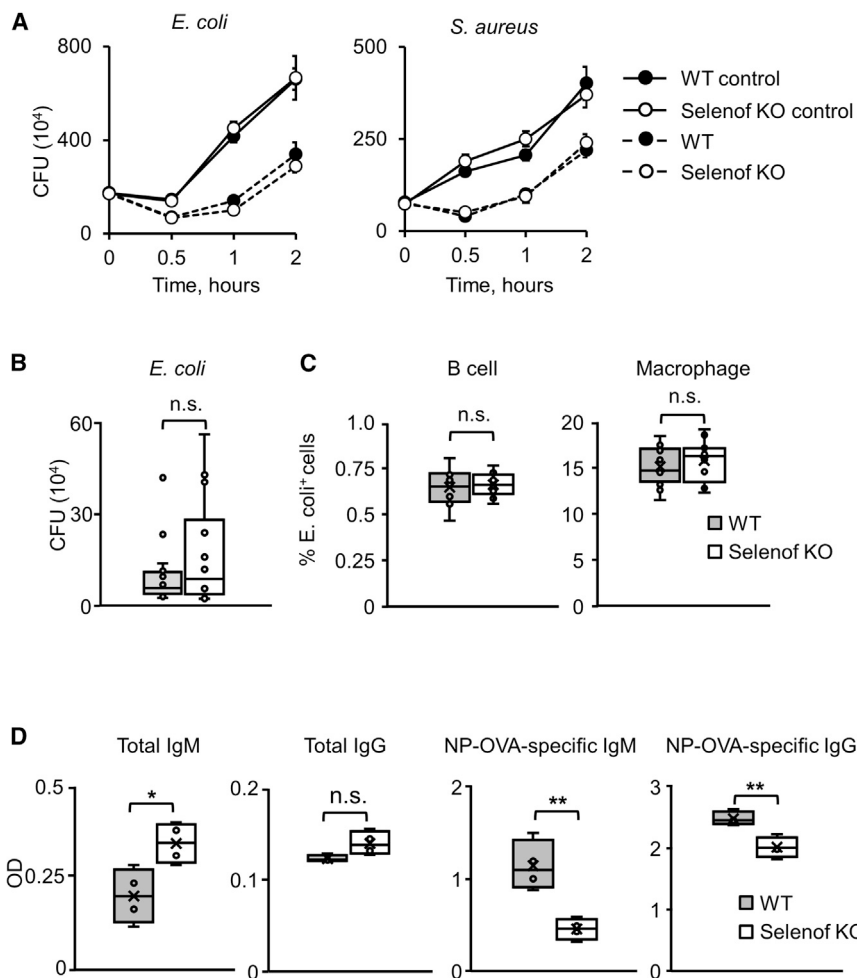 A
E. coli
S. aureus
800
400
0
CFU (10⁴)
0 0.5 1 2
Time, hours
500
250
0
0 0.5 1 2
Time, hours
WT control
Selenof KO control
WT
Selenof KO
B
E. coli
n.s.
60
30
0
CFU (10⁴)
C
B cell
Macrophage
n.s.
n.s.
% E. coli⁺ cells
1.0
0.75
0.5
0.25
0
20
15
10
5
0
WT
Selenof KO
D
Total IgM
Total IgG
NP-OVA-specific IgM
NP-OVA-specific IgG
OD
0.5
0.25
0
*
0.2
0.1
0
n.s.
2
1
0
**
3
2
1
0
**
WT
Selenof KO